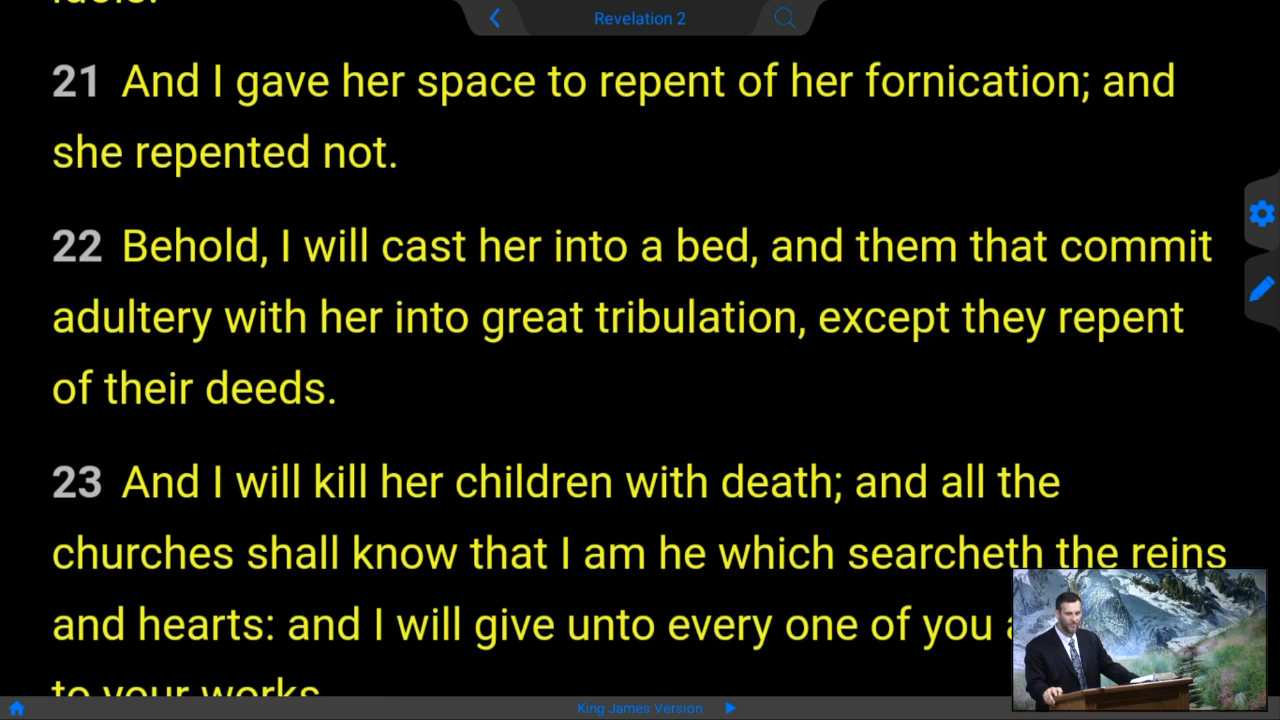 Revelation 2
21 And I gave her space to repent of her fornication; and
she repented not.
22 Behold, I will cast her into a bed, and them that commit
adultery with her into great tribulation, except they repent
of their deeds.
23 And I will kill her children with death; and all the
churches shall know that I am he which searcheth the reins
and hearts: and I will give unto every one of you
to your works
King James Version